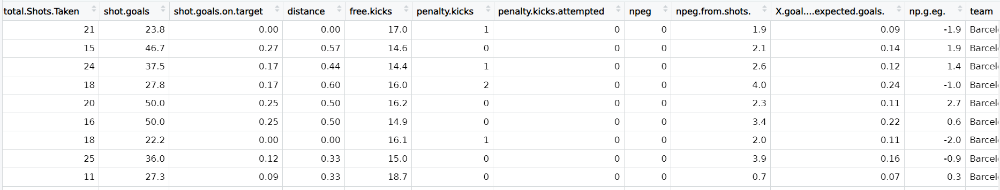 total.Shots.Taken shot.goals shot.goals.on.target distance free.kicks penalty.kicks penalty.kicks.attempted npeg npeg.from.shots. X.goal....expected.goals. np.g.eg. team
21 23.8 0.00 0.00 17.0 1 0 0 1.9 0.09 -1.9 Barcel
15 46.7 0.27 0.57 14.6 0 0 0 2.1 0.14 1.9 Barcel
24 37.5 0.17 0.44 14.4 1 0 0 2.6 0.12 1.4 Barcel
18 27.8 0.17 0.60 16.0 2 0 0 4.0 0.24 -1.0 Barcel
20 50.0 0.25 0.50 16.2 0 0 0 2.3 0.11 2.7 Barcel
16 50.0 0.25 0.50 14.9 0 0 0 3.4 0.22 0.6 Barcel
18 22.2 0.00 0.00 16.1 1 0 0 2.0 0.11 -2.0 Barcel
25 36.0 0.12 0.33 15.0 0 0 0 3.9 0.16 -0.9 Barcel
11 27.3 0.09 0.33 18.7 0 0 0 0.7 0.07 0.3 Barcel